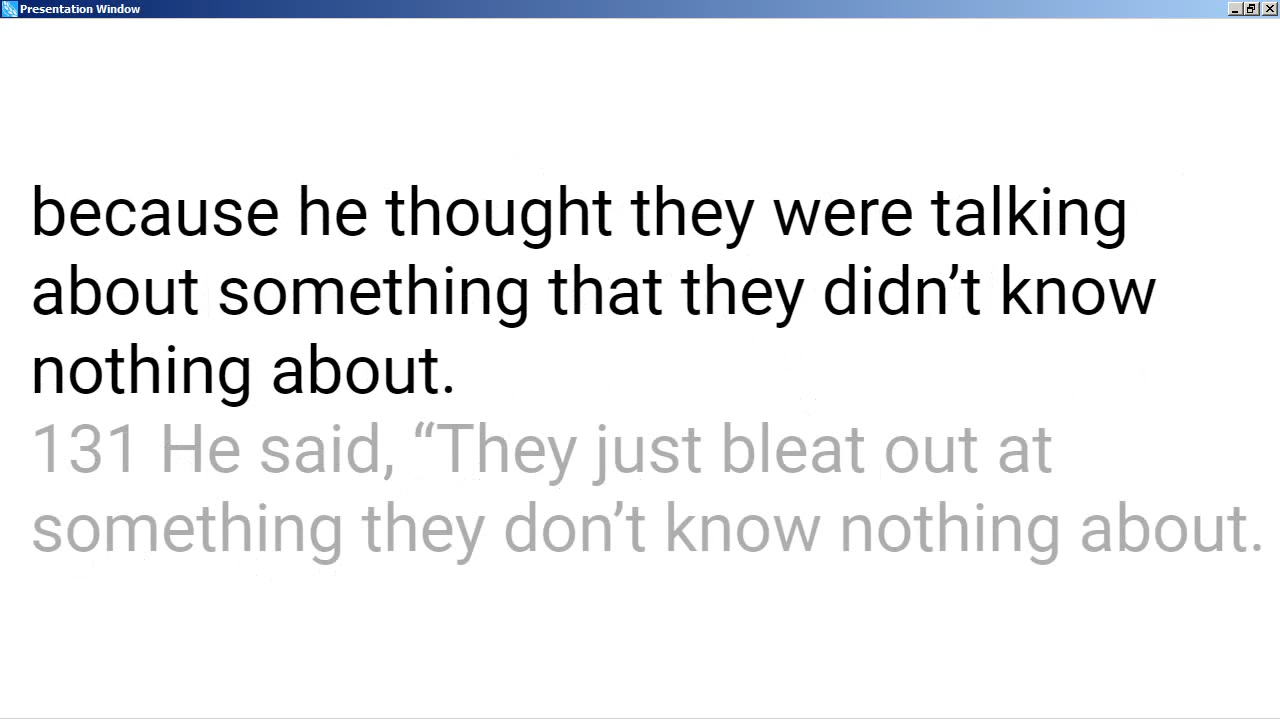 Presentation Window
because he thought they were talking
about something that they didn’t know
nothing about.
131 He said, “They just bleat out at
something they don’t know nothing about.